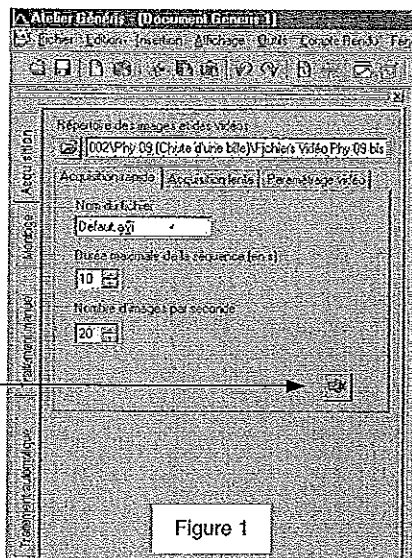 Atelier Généris - [Document Généris 1]
Fichier Edition Insertion Affichage Outils Compte Rendu
Répertoire des images et des vidéos
002\Phy 09 (Chute d'une bille)\Fichiers Vidéo Phy 09 bis
Acquisition rapide Acquisition lente Paramétrage vidéo
Nom du fichier
Défaut.avi
Durée maximale de la séquence (en s)
10
Nombre d'images par seconde
20
Acquisition
Montage
Traitement manuel
Traitement automatique
Figure 1